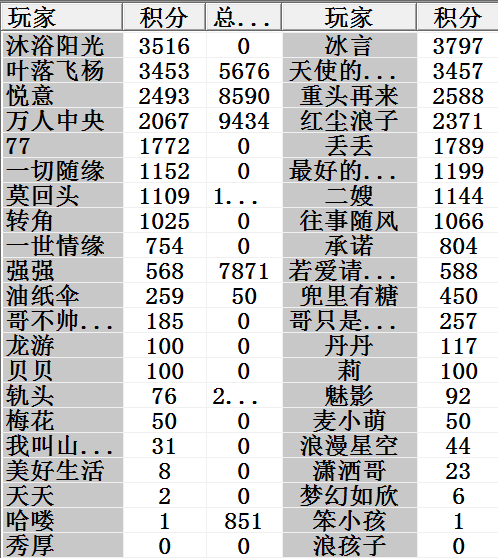 玩家 积分 总... 玩家 积分
沐浴阳光 3516 0 冰言 3797
叶落飞杨 3453 5676 天使的... 3457
悦意 2493 8590 重头再来 2588
万人中央 2067 9434 红尘浪子 2371
77 1772 0 丢丢 1789
一切随缘 1152 0 最好的... 1199
莫回头 1109 1... 二嫂 1144
转角 1025 0 往事随风 1066
一世情缘 754 0 承诺 804
强强 568 7871 若爱请... 588
油纸伞 259 50 兜里有糖 450
哥不帅... 185 0 哥只是... 257
龙游 100 0 丹丹 117
贝贝 100 0 莉 100
轨头 76 2... 魅影 92
梅花 50 0 麦小萌 50
我叫山... 31 0 浪漫星空 44
美好生活 8 0 潇洒哥 23
天天 2 0 梦幻如欣 6
哈喽 1 851 笨小孩 1
秀厚 0 0 浪孩子 0